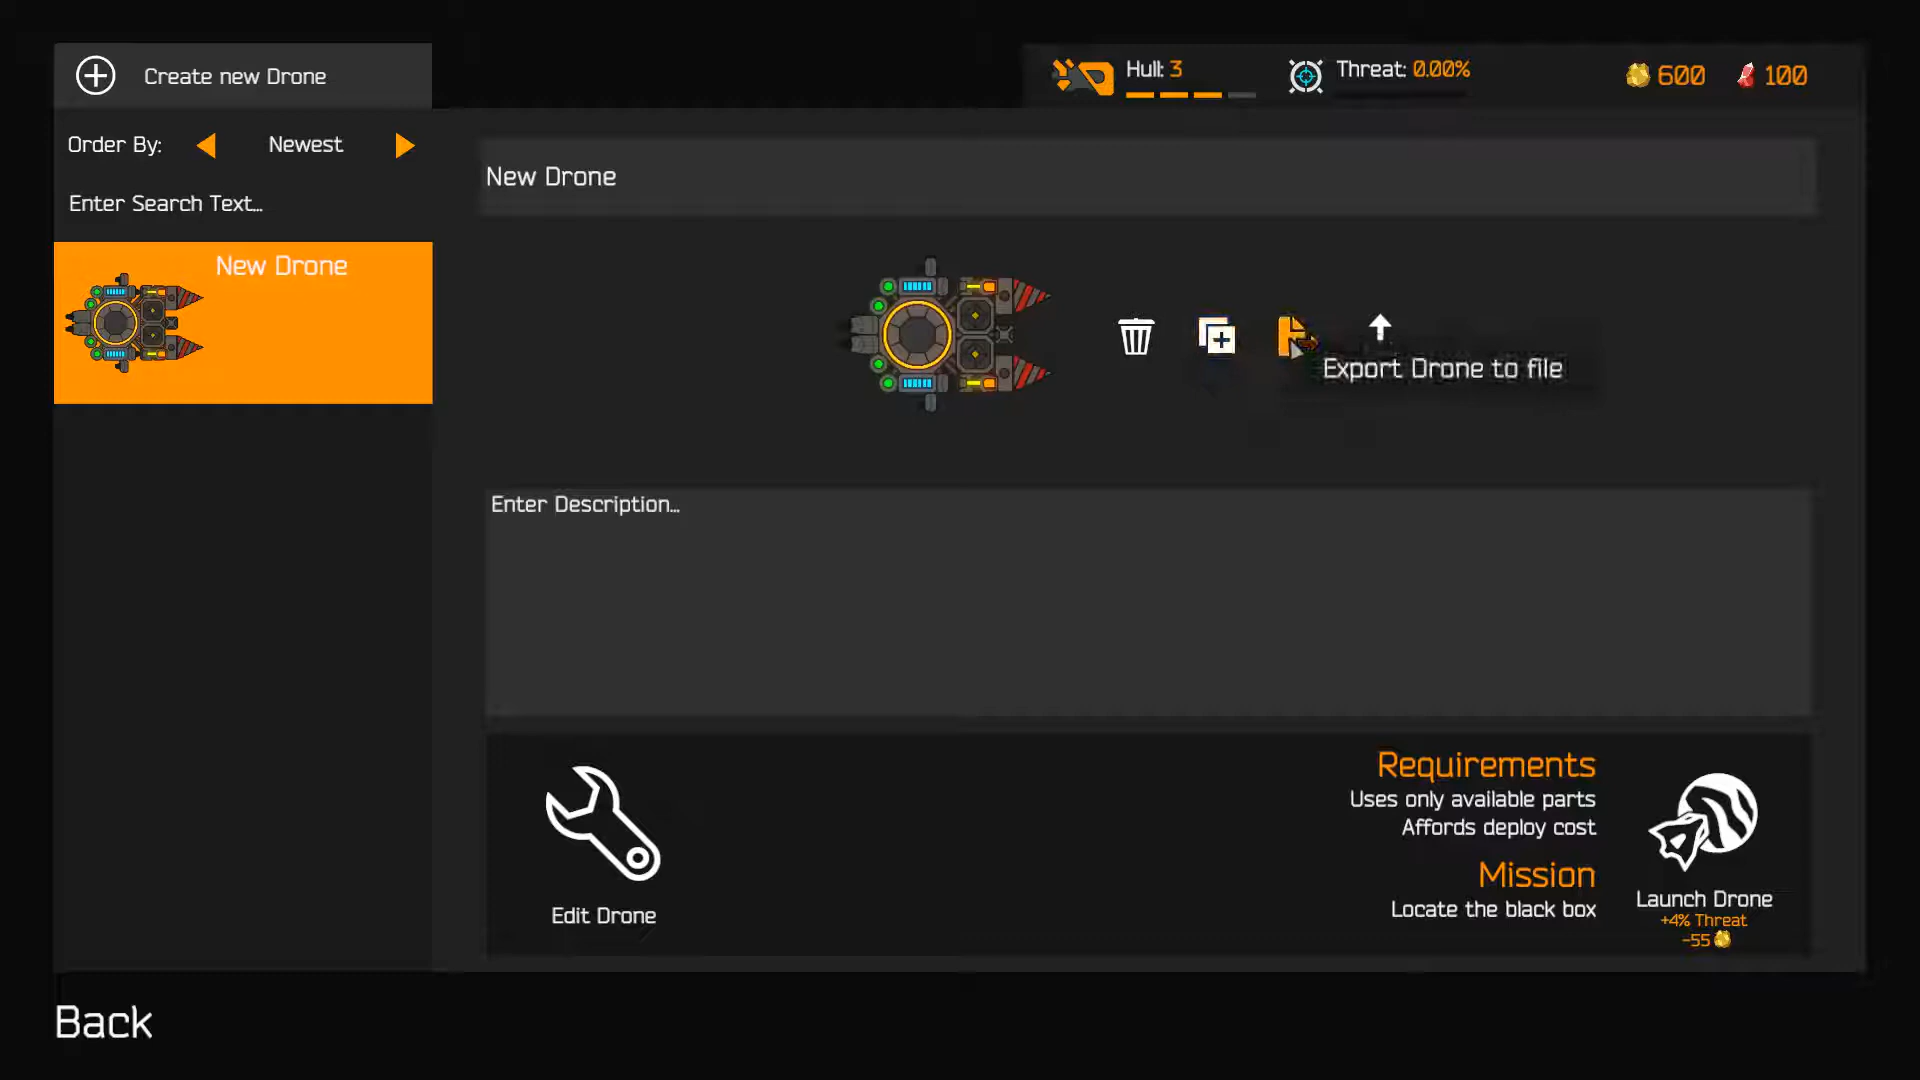 Create new Drone
Hull: 3
Threat: 0.00%
600
100
Order By:
Newest
Enter Search Text...
New Drone
New Drone
Export Drone to file
Enter Description...
Edit Drone
Requirements
Uses only available parts
Affords deploy cost
Mission
Locate the black box
Launch Drone
+4% Threat
-55
Back